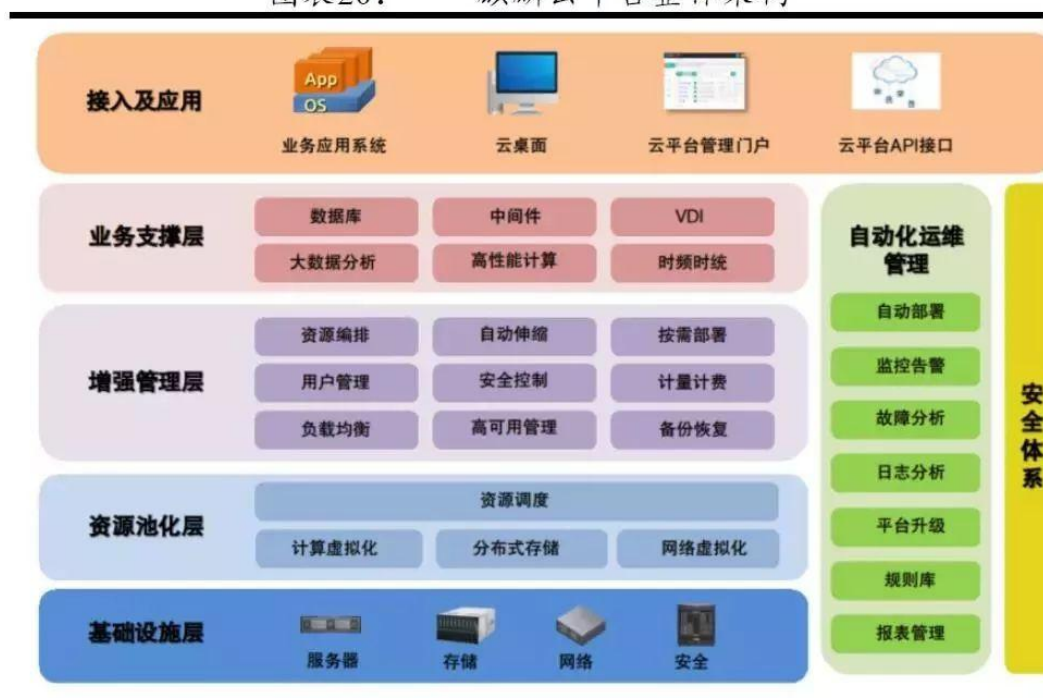 App
OS
接入及应用
业务应用系统
云桌面
云平台管理门户
云平台API接口
业务支撑层
数据库
中间件
VDI
大数据分析
高性能计算
时频时统
增强管理层
资源编排
自动伸缩
按需部署
用户管理
安全控制
计量计费
负载均衡
高可用管理
备份恢复
资源池化层
资源调度
计算虚拟化
分布式存储
网络虚拟化
基础设施层
服务器
存储
网络
安全
自动化运维
管理
自动部署
监控告警
故障分析
日志分析
平台升级
规则库
报表管理
安全体系